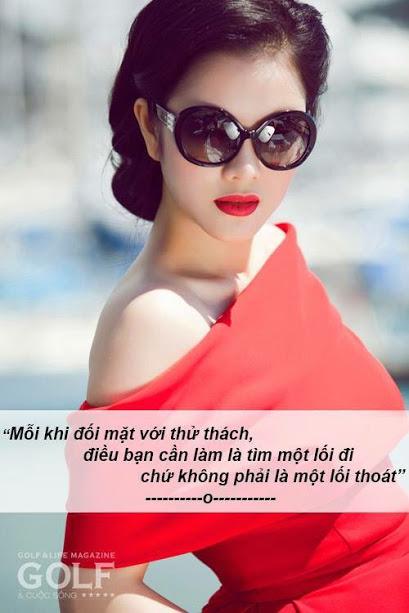 “Mỗi khi đối mặt với thử thách,
điều bạn cần làm là tìm một lối đi
chứ không phải là một lối thoát”
----------o-----------
GOLF & LIFE MAGAZINE
GOLF
& CUỘC SỐNG ★★★★★